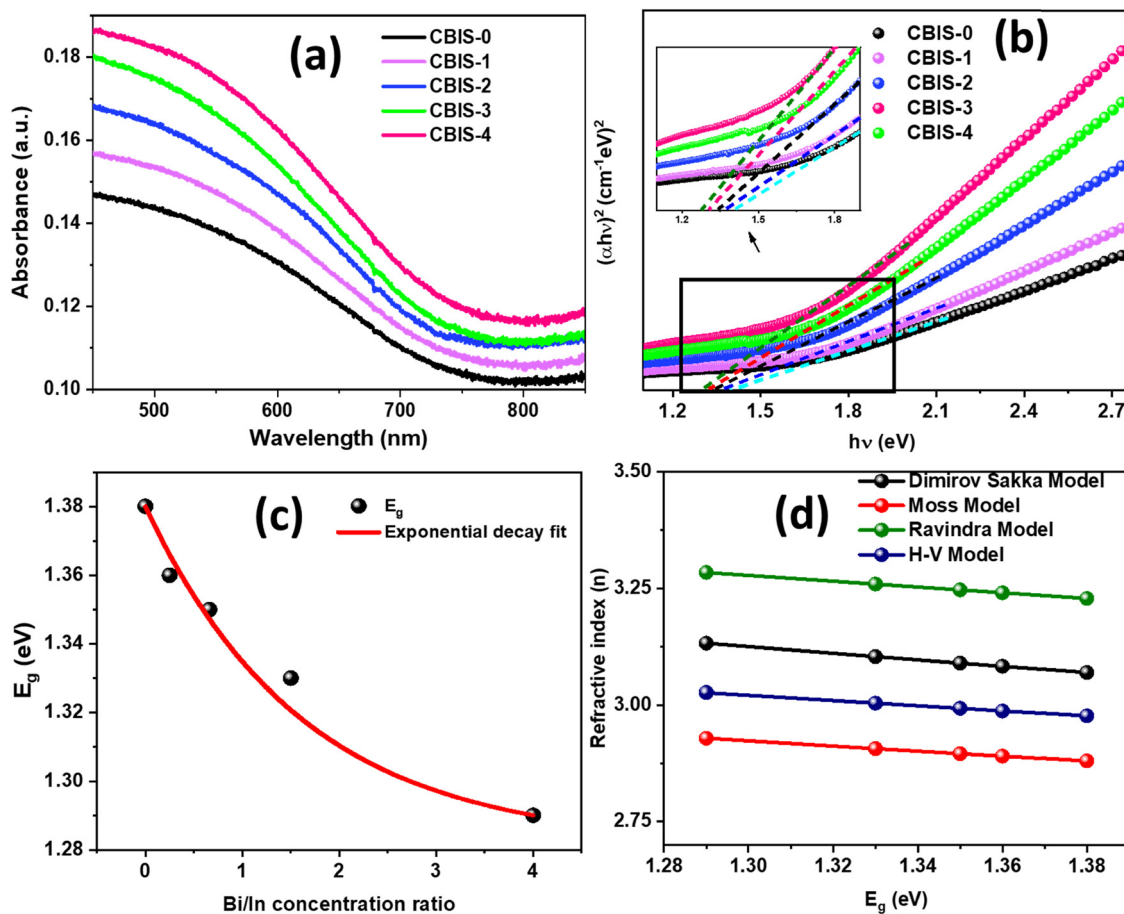 (a)
CBIS-0
CBIS-1
CBIS-2
CBIS-3
CBIS-4
0.18
0.16
0.14
0.12
0.10
Absorbance (a.u.)
500
600
700
800
Wavelength (nm)
(b)
CBIS-0
CBIS-1
CBIS-2
CBIS-3
CBIS-4
1.2
1.5
1.8
(αhν)² (cm⁻¹eV)²
1.2
1.5
1.8
2.1
2.4
2.7
hν (eV)
(c)
E₉
Exponential decay fit
1.38
1.36
1.34
1.32
1.30
1.28
E₉ (eV)
0
1
2
3
4
Bi/In concentration ratio
(d)
Dimirov Sakka Model
Moss Model
Ravindra Model
H-V Model
3.50
3.25
3.00
2.75
Refractive index (n)
1.28
1.30
1.32
1.34
1.36
1.38
E₉ (eV)